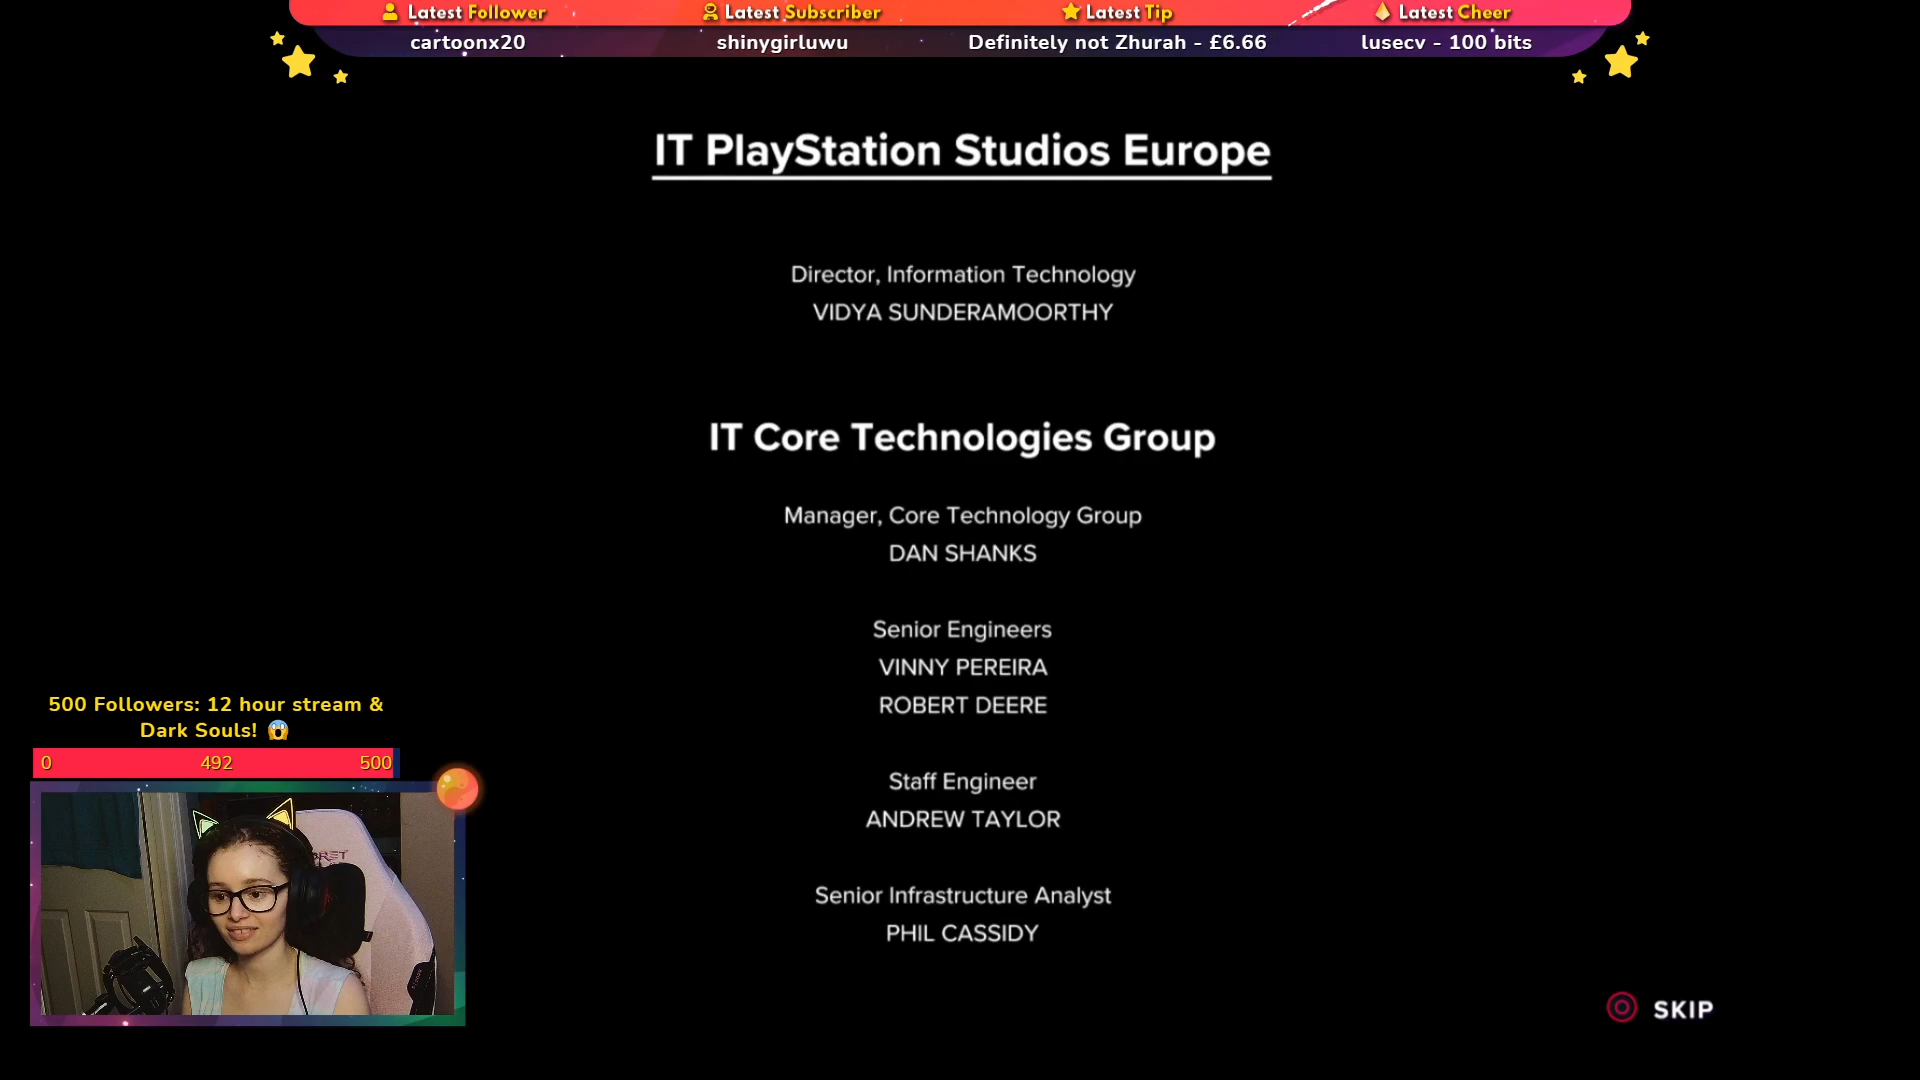 Latest Follower
cartoonx20
Latest Subscriber
shinygirluwu
Latest Tip
Definitely not Zhurah - £6.66
Latest Cheer
lusecv - 100 bits
IT PlayStation Studios Europe
Director, Information Technology
VIDYA SUNDERAMOORTHY
IT Core Technologies Group
Manager, Core Technology Group
DAN SHANKS
Senior Engineers
VINNY PEREIRA
ROBERT DEERE
Staff Engineer
ANDREW TAYLOR
Senior Infrastructure Analyst
PHIL CASSIDY
500 Followers: 12 hour stream &
Dark Souls! 😱
0 492 500
SKIP